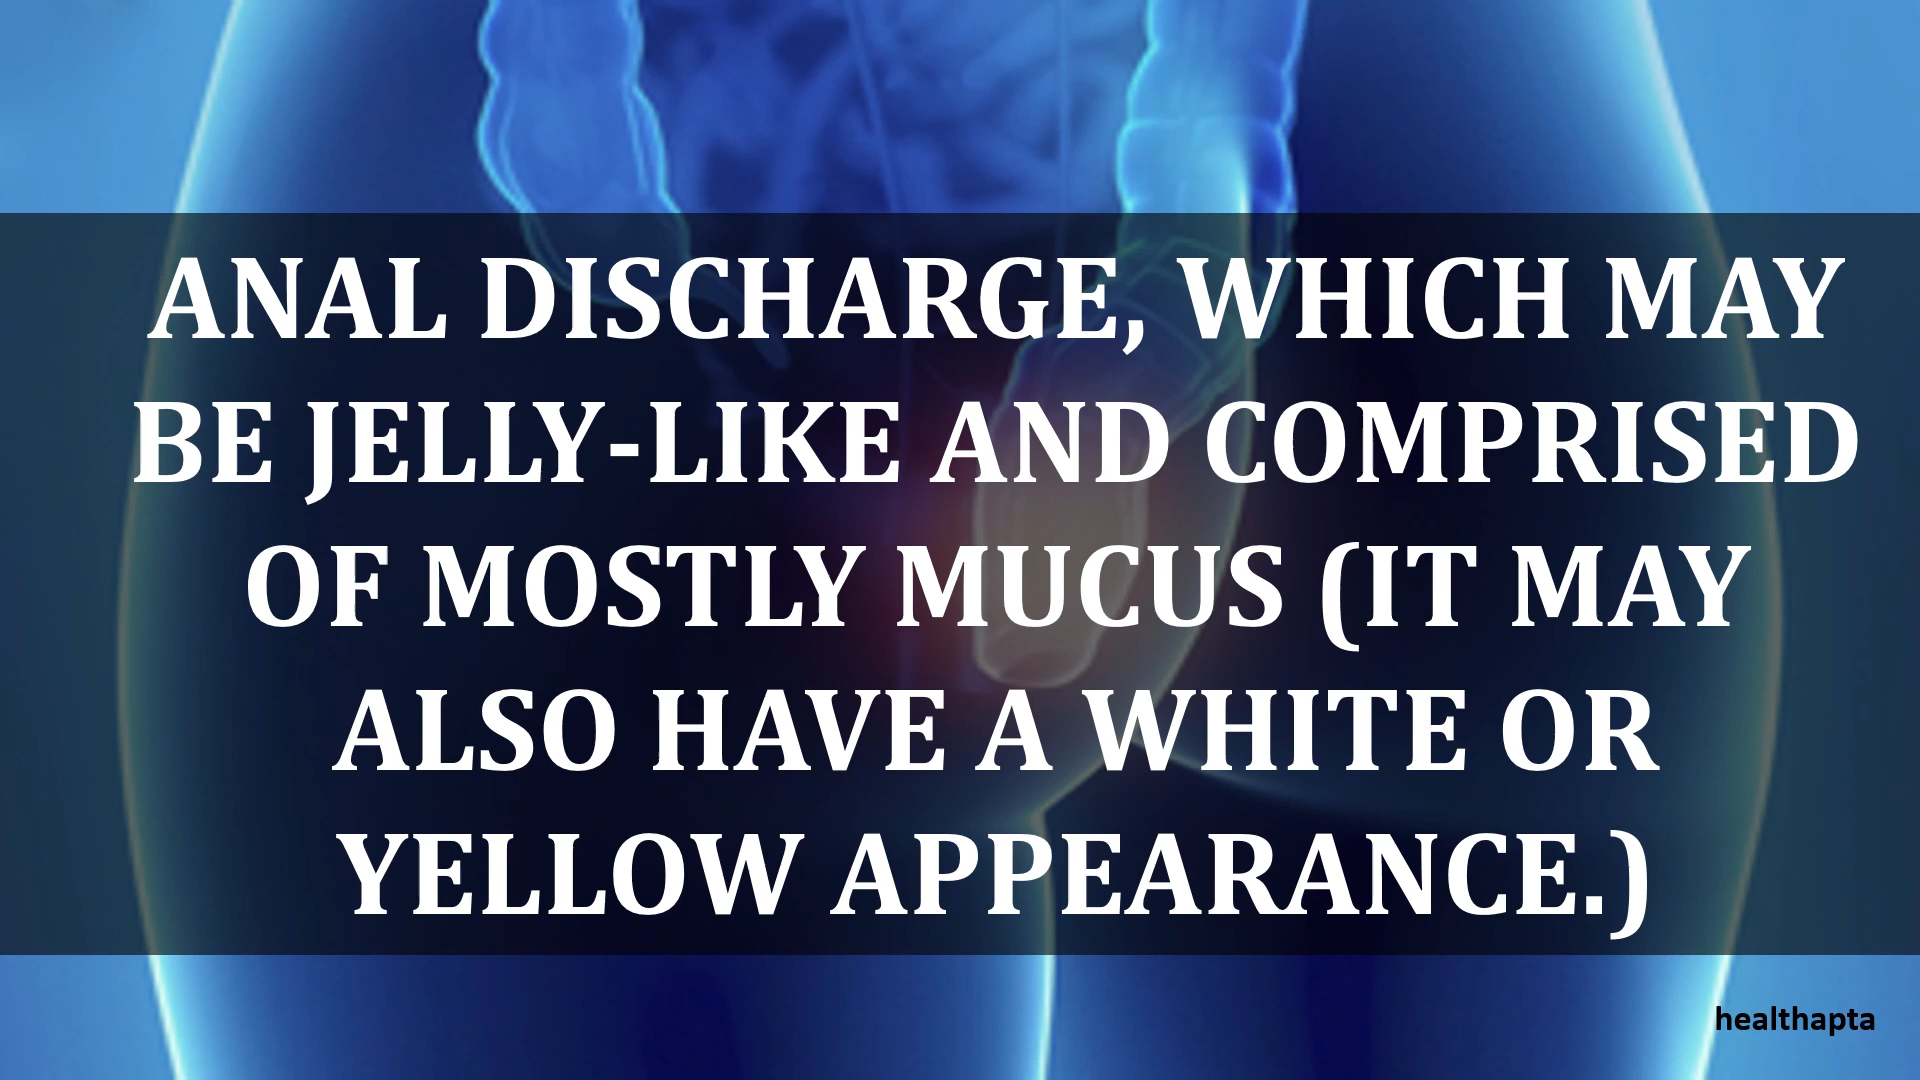 ANAL DISCHARGE, WHICH MAY
BE JELLY-LIKE AND COMPRISED
OF MOSTLY MUCUS (IT MAY
ALSO HAVE A WHITE OR
YELLOW APPEARANCE.)
healthapta